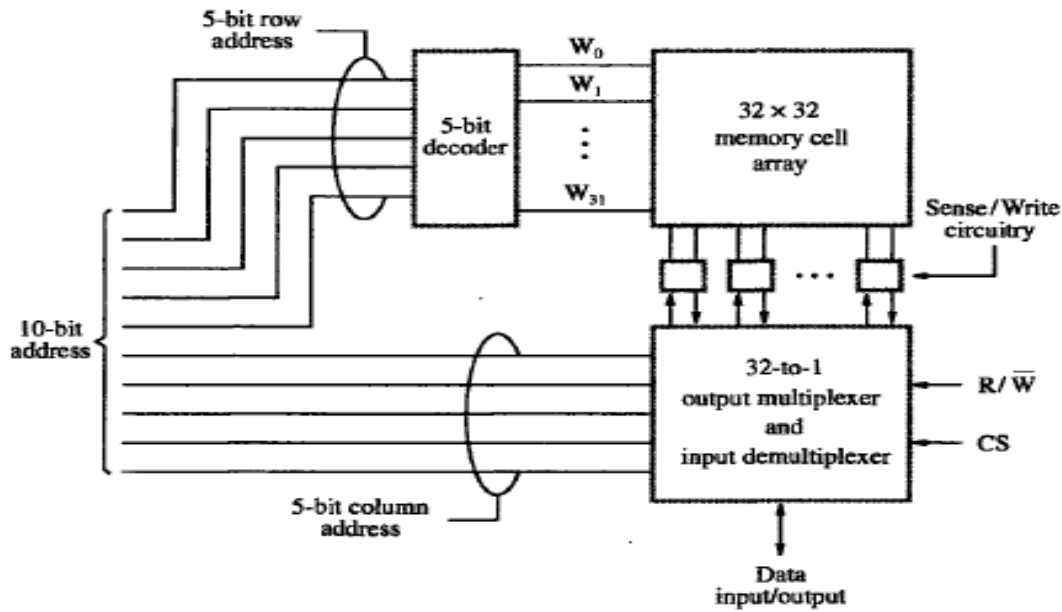 5-bit row
address
W0
W1
5-bit
decoder
⋮
W31
32 × 32
memory cell
array
Sense/Write
circuitry
...
10-bit
address
32-to-1
output multiplexer
and
input demultiplexer
R/W̅
CS
5-bit column
address
Data
input/output